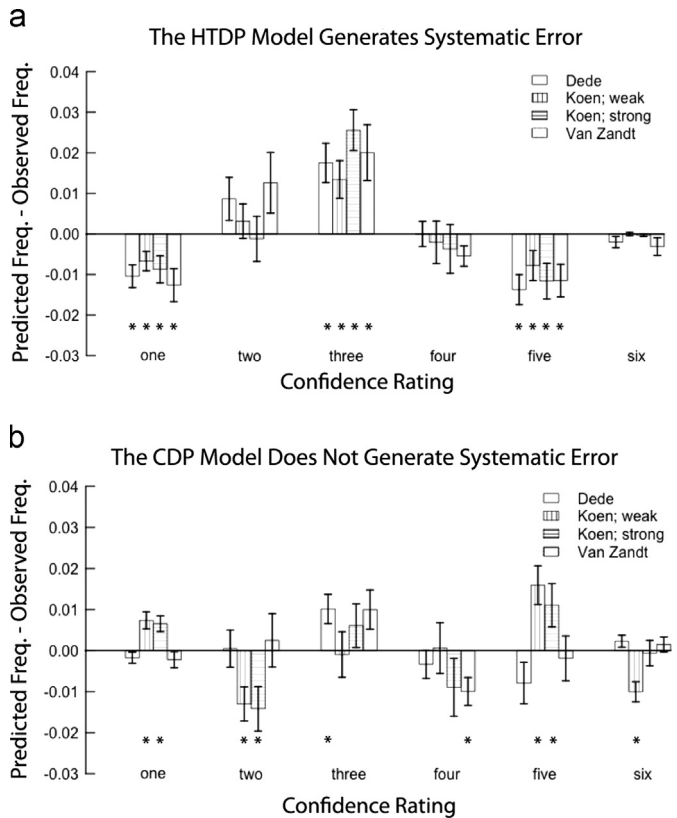 a
The HTDP Model Generates Systematic Error
Predicted Freq. - Observed Freq.
0.04
0.03
0.02
0.01
0.00
-0.01
-0.02
-0.03
Dede
Koen; weak
Koen; strong
Van Zandt
* * * *
* * * *
* * * *
one two three four five six
Confidence Rating
b
The CDP Model Does Not Generate Systematic Error
Predicted Freq. - Observed Freq.
0.04
0.03
0.02
0.01
0.00
-0.01
-0.02
-0.03
Dede
Koen; weak
Koen; strong
Van Zandt
* *
* *
*
*
* *
*
one two three four five six
Confidence Rating